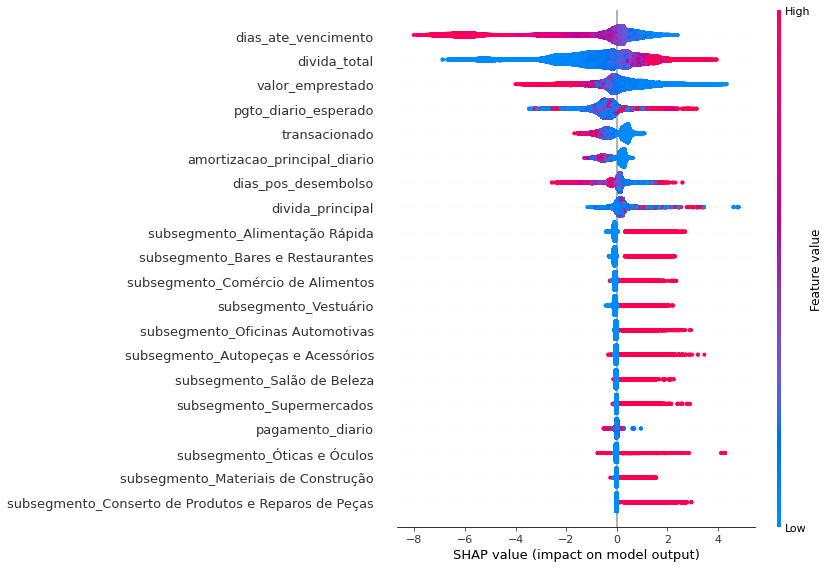 High
dias_ate_vencimento
divida_total
valor_emprestado
pgto_diario_esperado
transacionado
amortizacao_principal_diario
dias_pos_desembolso
divida_principal
subsegmento_Alimentação Rápida
subsegmento_Bares e Restaurantes
subsegmento_Comércio de Alimentos
subsegmento_Vestuário
subsegmento_Oficinas Automotivas
subsegmento_Autopeças e Acessórios
subsegmento_Salão de Beleza
subsegmento_Supermercados
pagamento_diario
subsegmento_Óticas e Óculos
subsegmento_Materiais de Construção
subsegmento_Conserto de Produtos e Reparos de Peças
Feature value
Low
−8 −6 −4 −2 0 2 4
SHAP value (impact on model output)